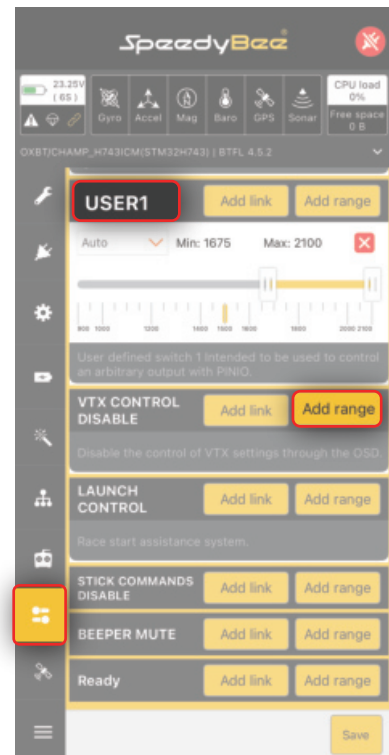 SpeedyBee
23.25V
(6S)
CPU load
0%
Gyro Accel Mag Baro GPS Sonar
Free space
0 B
OXBT/CHAMP_H743ICM(STM32H743) | BTFL 4.5.2
USER1 Add link Add range
Auto Min: 1675 Max: 2100
900 1000 1200 1400 1500 1600 1800 2000 2100
User defined switch 1 Intended to be used to control
an arbitrary output with PINIO.
VTX CONTROL
DISABLE Add link Add range
Disable the control of VTX settings through the OSD.
LAUNCH
CONTROL Add link Add range
Race start assistance system.
STICK COMMANDS
DISABLE Add link Add range
BEEPER MUTE Add link Add range
Ready Add link Add range
Save